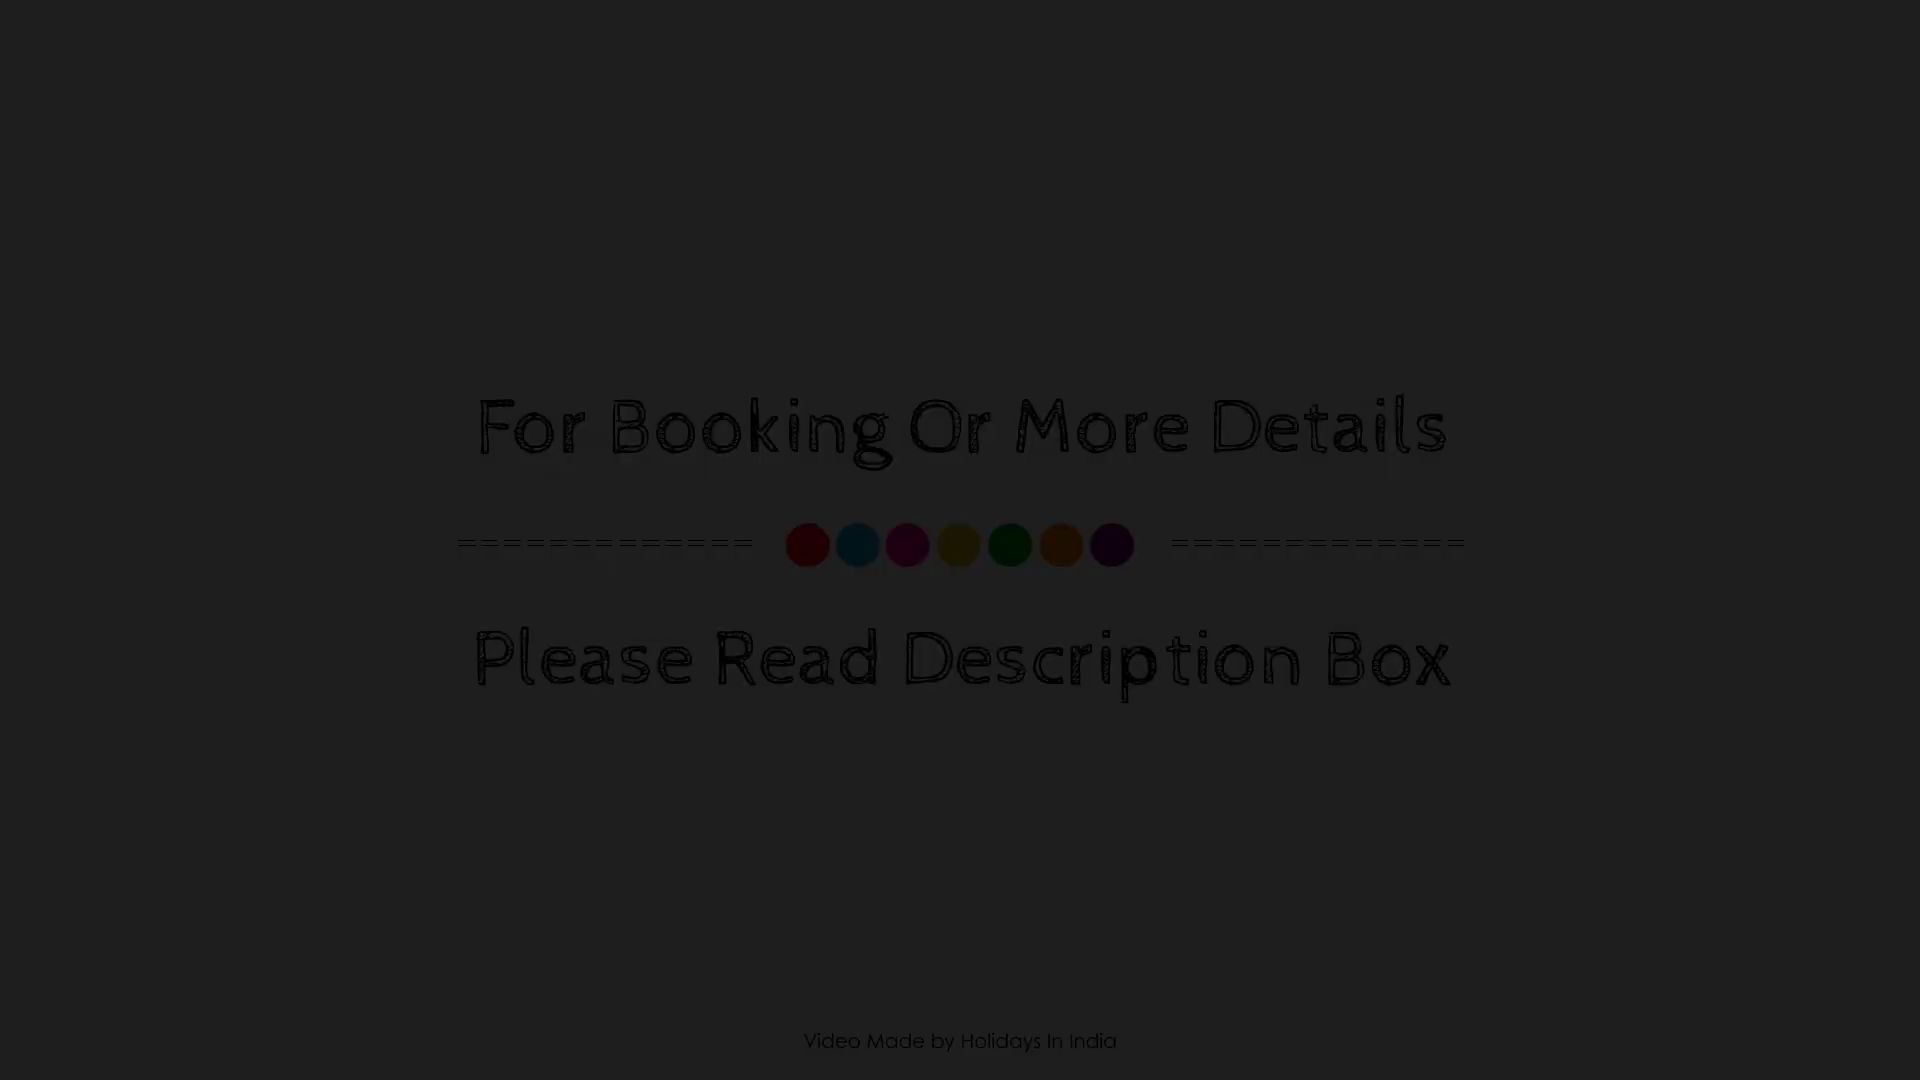 For Booking Or More Details
============= =============
Please Read Description Box
Video Made by Holidays In India